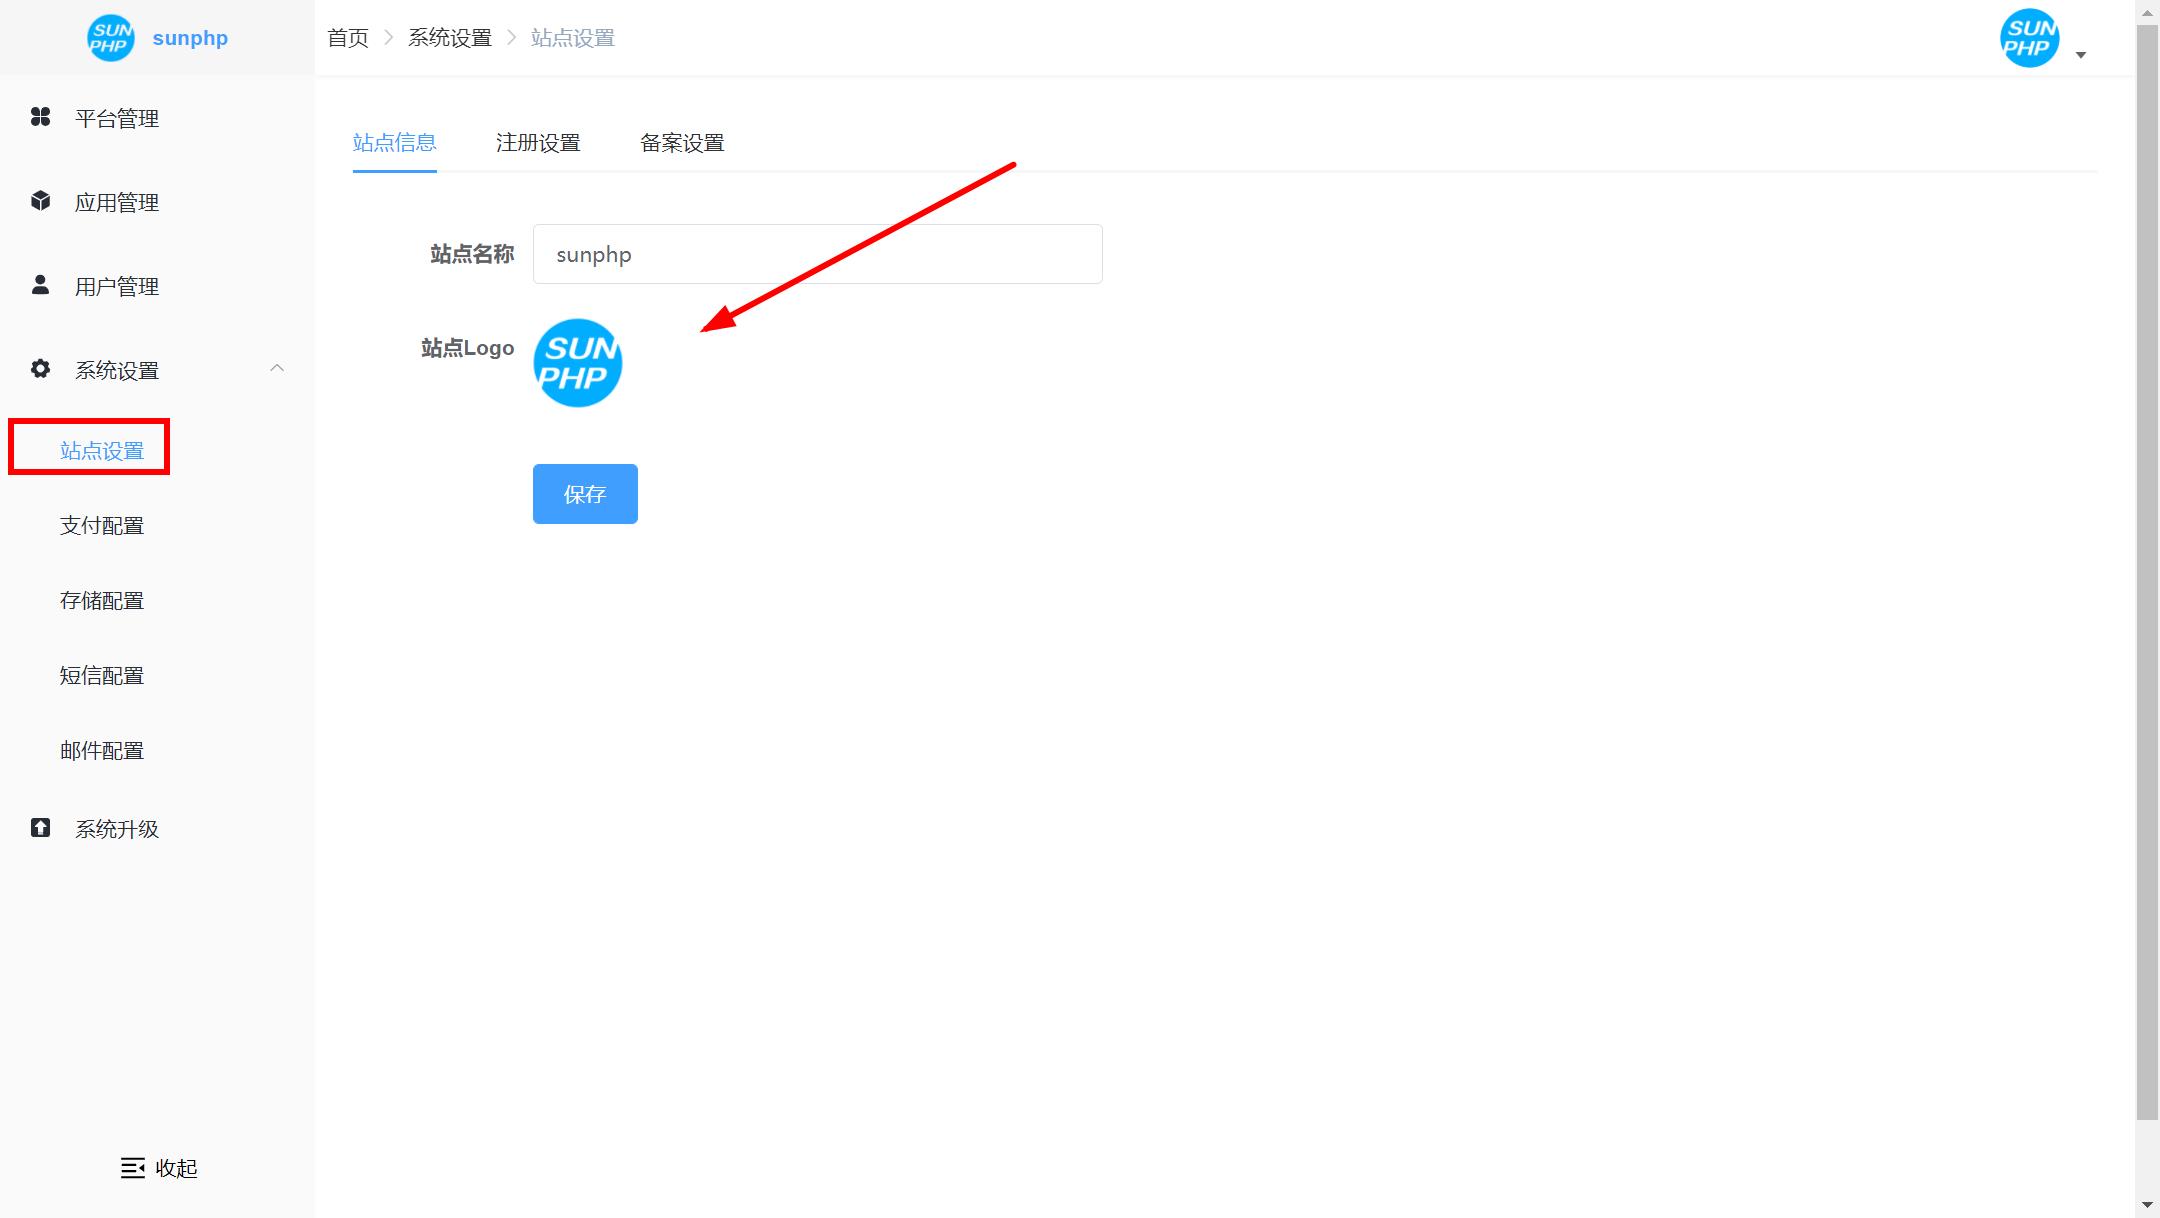 SUN
PHP
sunphp
首页 > 系统设置 > 站点设置
SUN
PHP
平台管理
应用管理
用户管理
系统设置
站点设置
支付配置
存储配置
短信配置
邮件配置
系统升级
收起
站点信息 注册设置 备案设置
站点名称 sunphp
站点Logo
SUN
PHP
保存